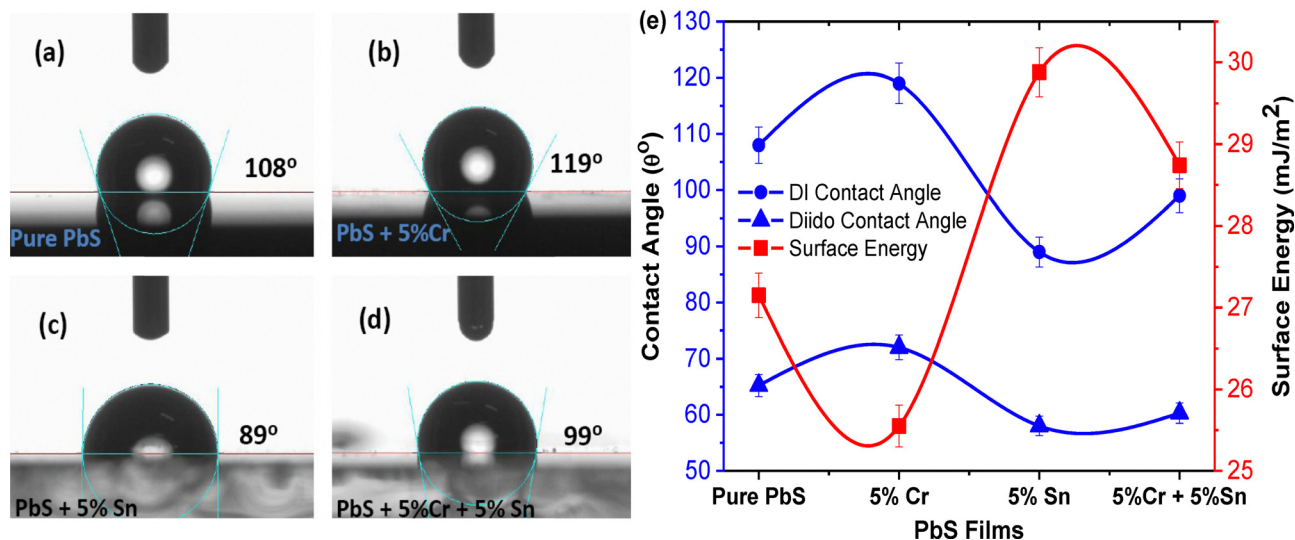 (a)
108°
Pure PbS
(b)
119°
PbS + 5%Cr
(c)
89°
PbS + 5% Sn
(d)
99°
PbS + 5%Cr + 5% Sn
(e)
Contact Angle (θ°)
130
120
110
100
90
80
70
60
50
DI Contact Angle
Diido Contact Angle
Surface Energy
30
29
28
27
26
25
Surface Energy (mJ/m²)
Pure PbS 5% Cr 5% Sn 5%Cr + 5%Sn
PbS Films